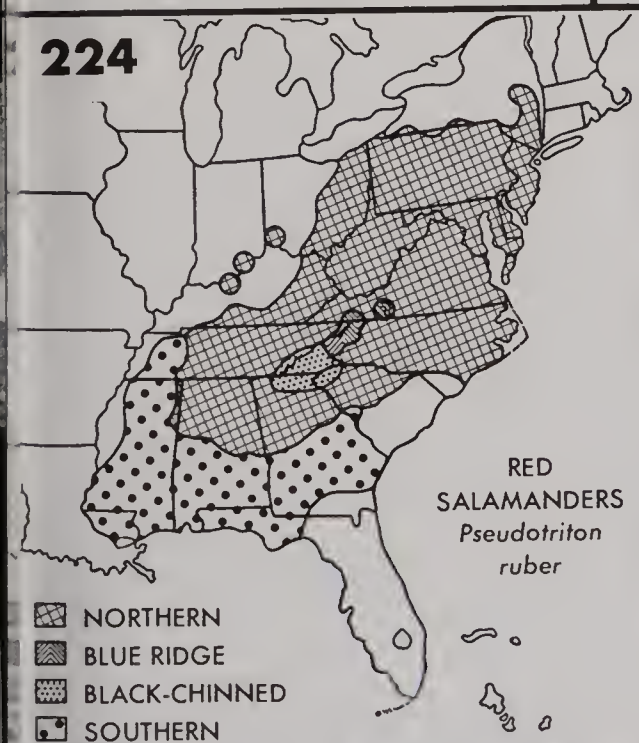 224
RED
SALAMANDERS
Pseudotriton
ruber
NORTHERN
BLUE RIDGE
BLACK-CHINNED
SOUTHERN